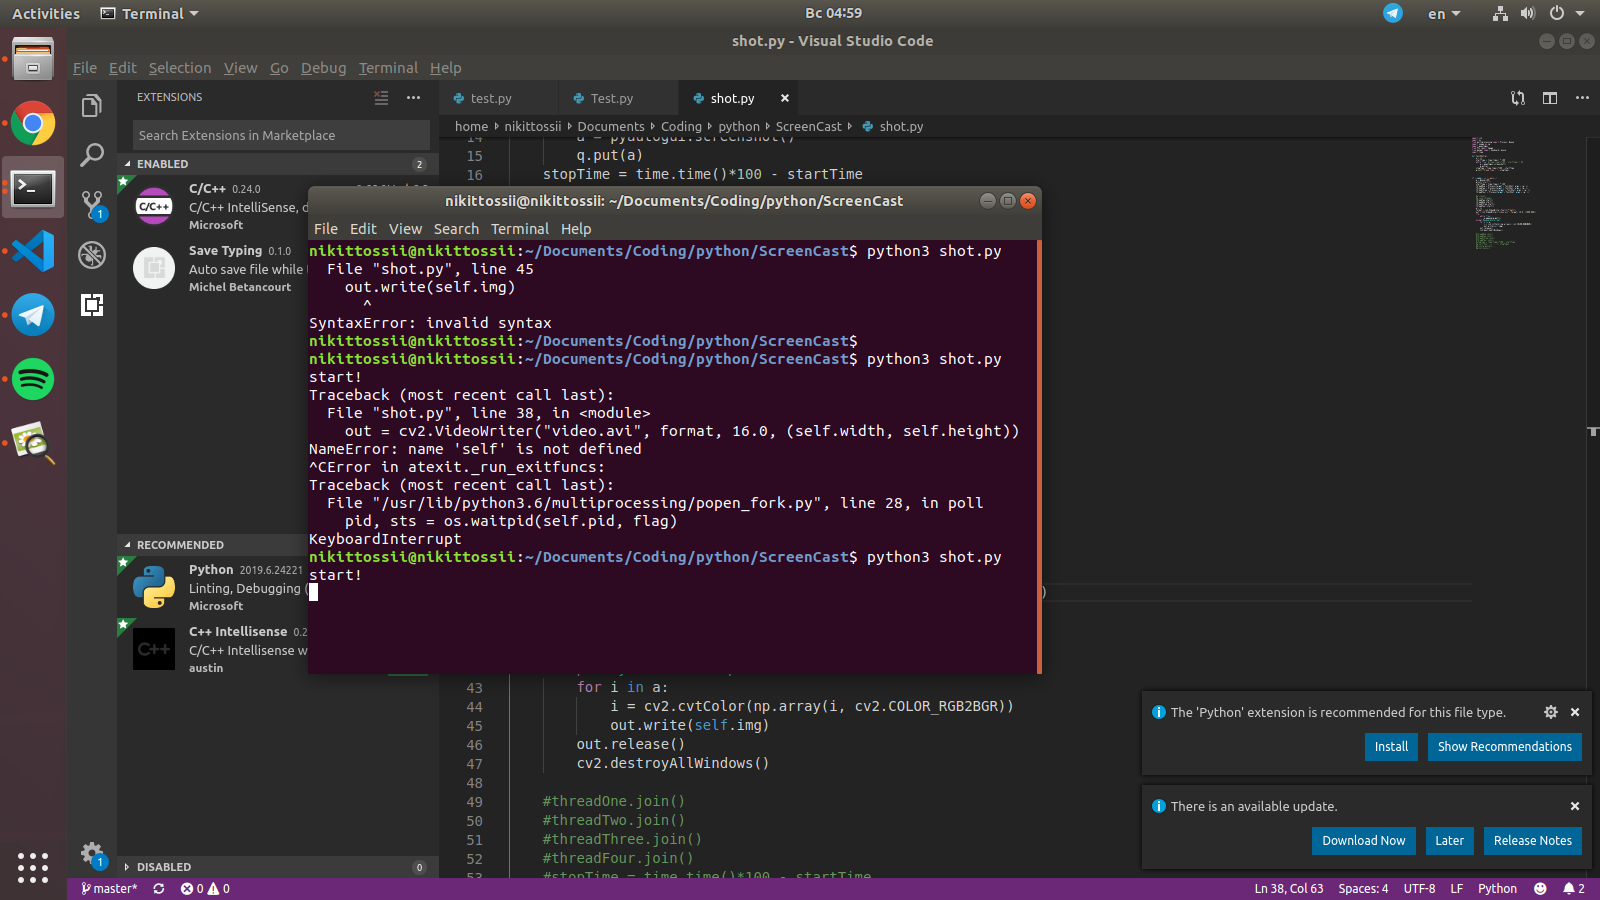 Activities
Terminal
Вс 04:59
en
shot.py - Visual Studio Code
File Edit Selection View Go Debug Terminal Help
EXTENSIONS
test.py
Test.py
shot.py
Search Extensions in Marketplace
home nikittossii Documents Coding python ScreenCast shot.py
ENABLED 2
C/C++ 0.24.0
C/C++ IntelliSense, d
Microsoft
Save Typing 0.1.0
Auto save file while
Michel Betancourt
RECOMMENDED
Python 2019.6.24221
Linting, Debugging (
Microsoft
C++ Intellisense 0.2
C/C++ Intellisense w
austin
DISABLED 0
14 a = pyautogui.screenshot()
15 q.put(a)
16 stopTime = time.time()*100 - startTime
nikittossii@nikittossii: ~/Documents/Coding/python/ScreenCast
File Edit View Search Terminal Help
nikittossii@nikittossii:~/Documents/Coding/python/ScreenCast$ python3 shot.py
File "shot.py", line 45
out.write(self.img)
^
SyntaxError: invalid syntax
nikittossii@nikittossii:~/Documents/Coding/python/ScreenCast$
nikittossii@nikittossii:~/Documents/Coding/python/ScreenCast$ python3 shot.py
start!
Traceback (most recent call last):
File "shot.py", line 38, in <module>
out = cv2.VideoWriter("video.avi", format, 16.0, (self.width, self.height))
NameError: name 'self' is not defined
^CError in atexit._run_exitfuncs:
Traceback (most recent call last):
File "/usr/lib/python3.6/multiprocessing/popen_fork.py", line 28, in poll
pid, sts = os.waitpid(self.pid, flag)
KeyboardInterrupt
nikittossii@nikittossii:~/Documents/Coding/python/ScreenCast$ python3 shot.py
start!
)
43 for i in a:
44 i = cv2.cvtColor(np.array(i, cv2.COLOR_RGB2BGR))
45 out.write(self.img)
46 out.release()
47 cv2.destroyAllWindows()
48
49 #threadOne.join()
50 #threadTwo.join()
51 #threadThree.join()
52 #threadFour.join()
53 #stopTime = time.time()*100 - startTime
The 'Python' extension is recommended for this file type.
Install
Show Recommendations
There is an available update.
Download Now
Later
Release Notes
master* 0 0
Ln 38, Col 63 Spaces: 4 UTF-8 LF Python 2